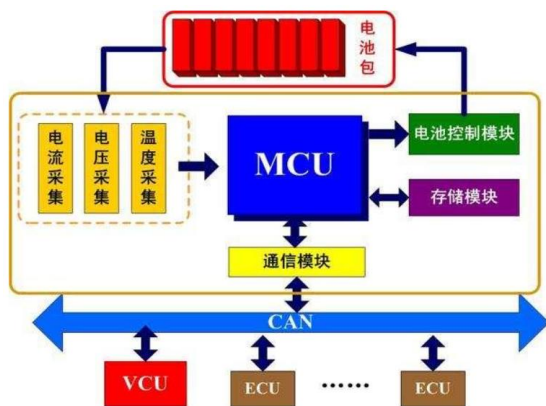 电池包
电流采集
电压采集
温度采集
MCU
电池控制模块
存储模块
通信模块
CAN
VCU
ECU
......
ECU